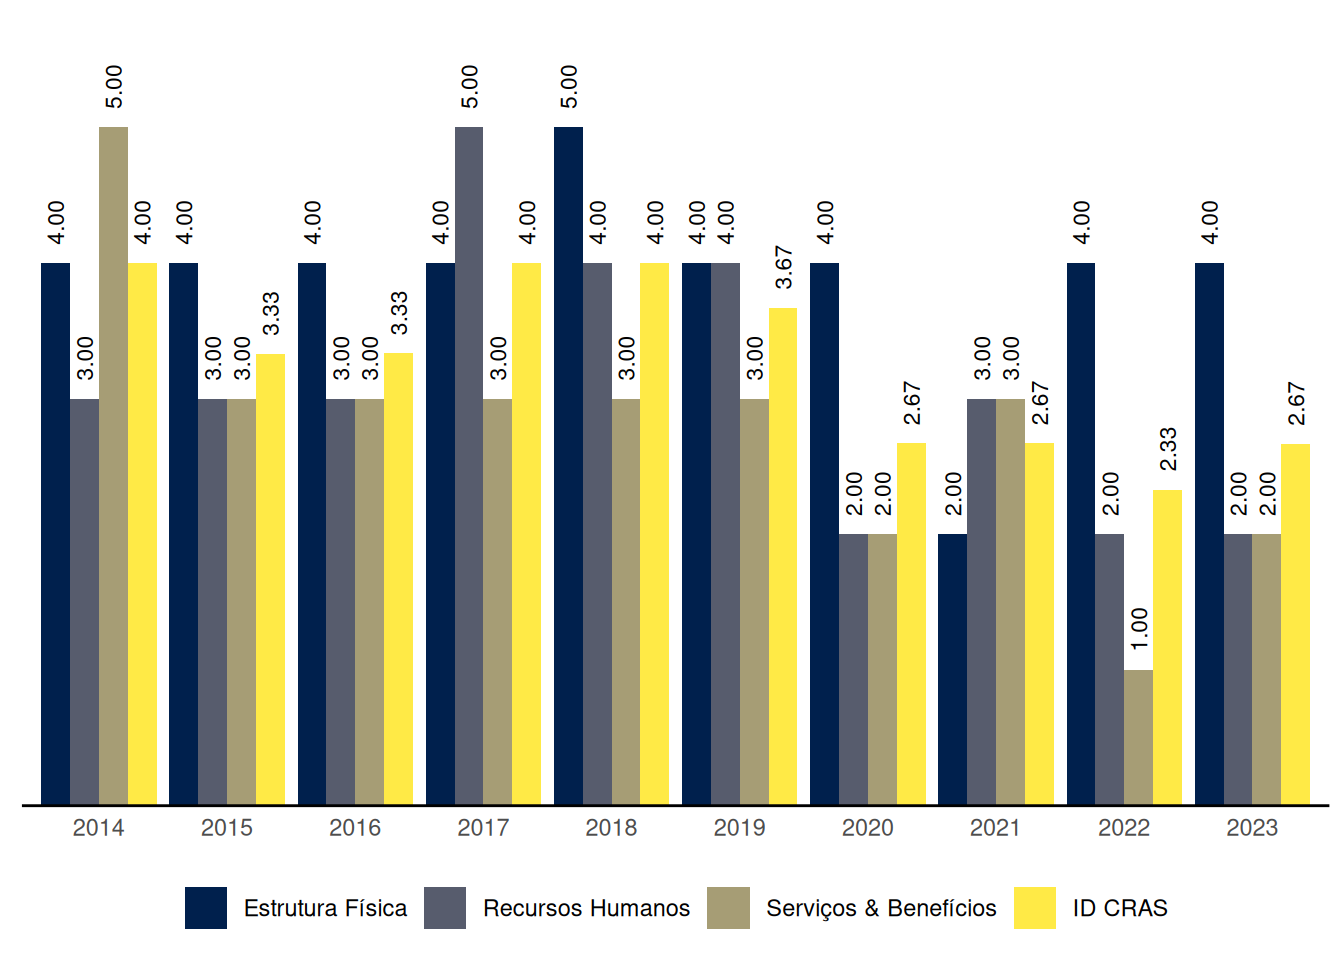 4.00 3.00 5.00 4.00
4.00 3.00 3.00 3.33
4.00 3.00 3.00 3.33
4.00 5.00 3.00 4.00
5.00 4.00 3.00 4.00
4.00 4.00 3.00 3.67
4.00 2.00 2.00 2.67
2.00 3.00 3.00 2.67
4.00 2.00 1.00 2.33
4.00 2.00 2.00 2.67
2014 2015 2016 2017 2018 2019 2020 2021 2022 2023
Estrutura Física Recursos Humanos Serviços & Benefícios ID CRAS